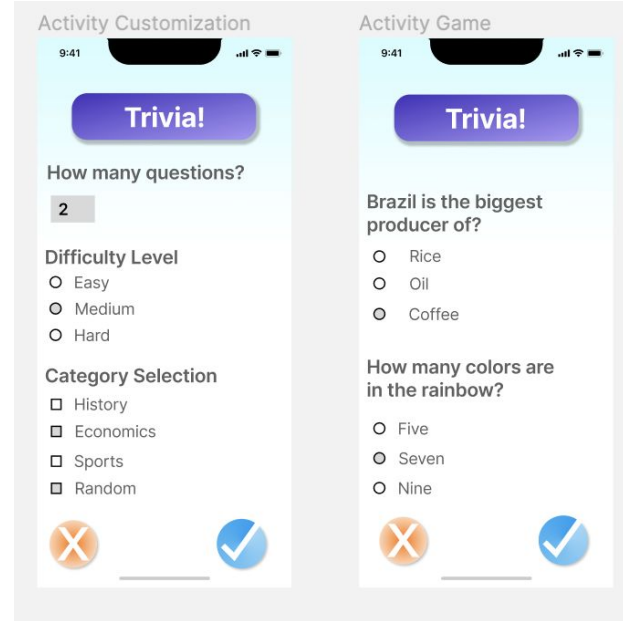 Activity Customization
9:41
Trivia!
How many questions?
2
Difficulty Level
Easy
Medium
Hard
Category Selection
History
Economics
Sports
Random
X
Activity Game
9:41
Trivia!
Brazil is the biggest
producer of?
Rice
Oil
Coffee
How many colors are
in the rainbow?
Five
Seven
Nine
X